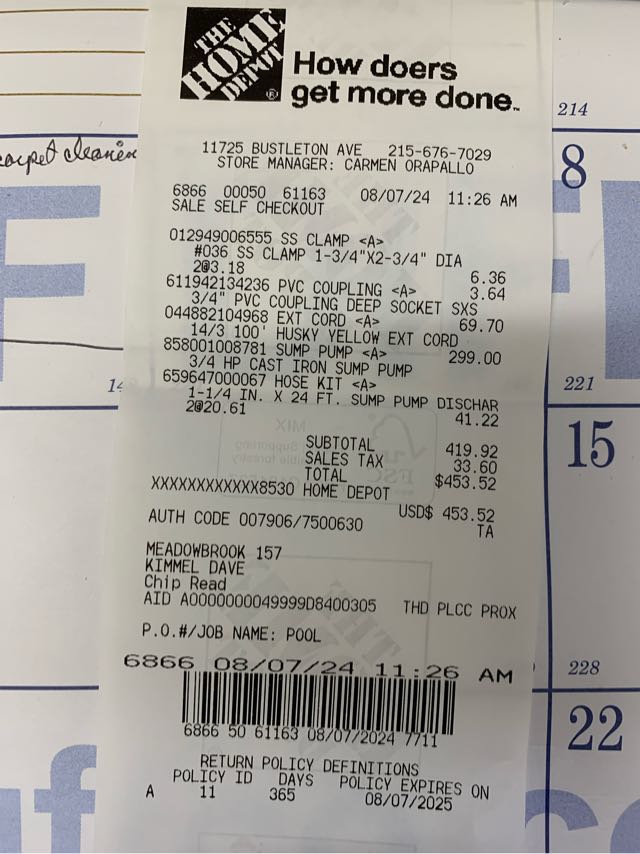 THE
HOME
DEPOT
®
How doers
get more done™
11725 BUSTLETON AVE 215-676-7029
STORE MANAGER: CARMEN ORAPALLO
6866 00050 61163 08/07/24 11:26 AM
SALE SELF CHECKOUT
012949006555 SS CLAMP <A>
#036 SS CLAMP 1-3/4"X2-3/4" DIA
2@3.18 6.36
611942134236 PVC COUPLING <A> 3.64
3/4" PVC COUPLING DEEP SOCKET SXS
044882104968 EXT CORD <A> 69.70
14/3 100' HUSKY YELLOW EXT CORD
858001008781 SUMP PUMP <A> 299.00
3/4 HP CAST IRON SUMP PUMP
659647000067 HOSE KIT <A>
1-1/4 IN. X 24 FT. SUMP PUMP DISCHAR
2@20.61 41.22
SUBTOTAL 419.92
SALES TAX 33.60
TOTAL $453.52
XXXXXXXXXXXX8530 HOME DEPOT
USD$ 453.52
AUTH CODE 007906/7500630 TA
MEADOWBROOK 157
KIMMEL DAVE
Chip Read
AID A0000000049999D8400305 THD PLCC PROX
P.O.#/JOB NAME: POOL
6866 08/07/24 11:26 AM
6866 50 61163 08/07/2024 7711
RETURN POLICY DEFINITIONS
POLICY ID DAYS POLICY EXPIRES ON
A 11 365 08/07/2025
carpet cleaner
214
8
14
221
15
228
22